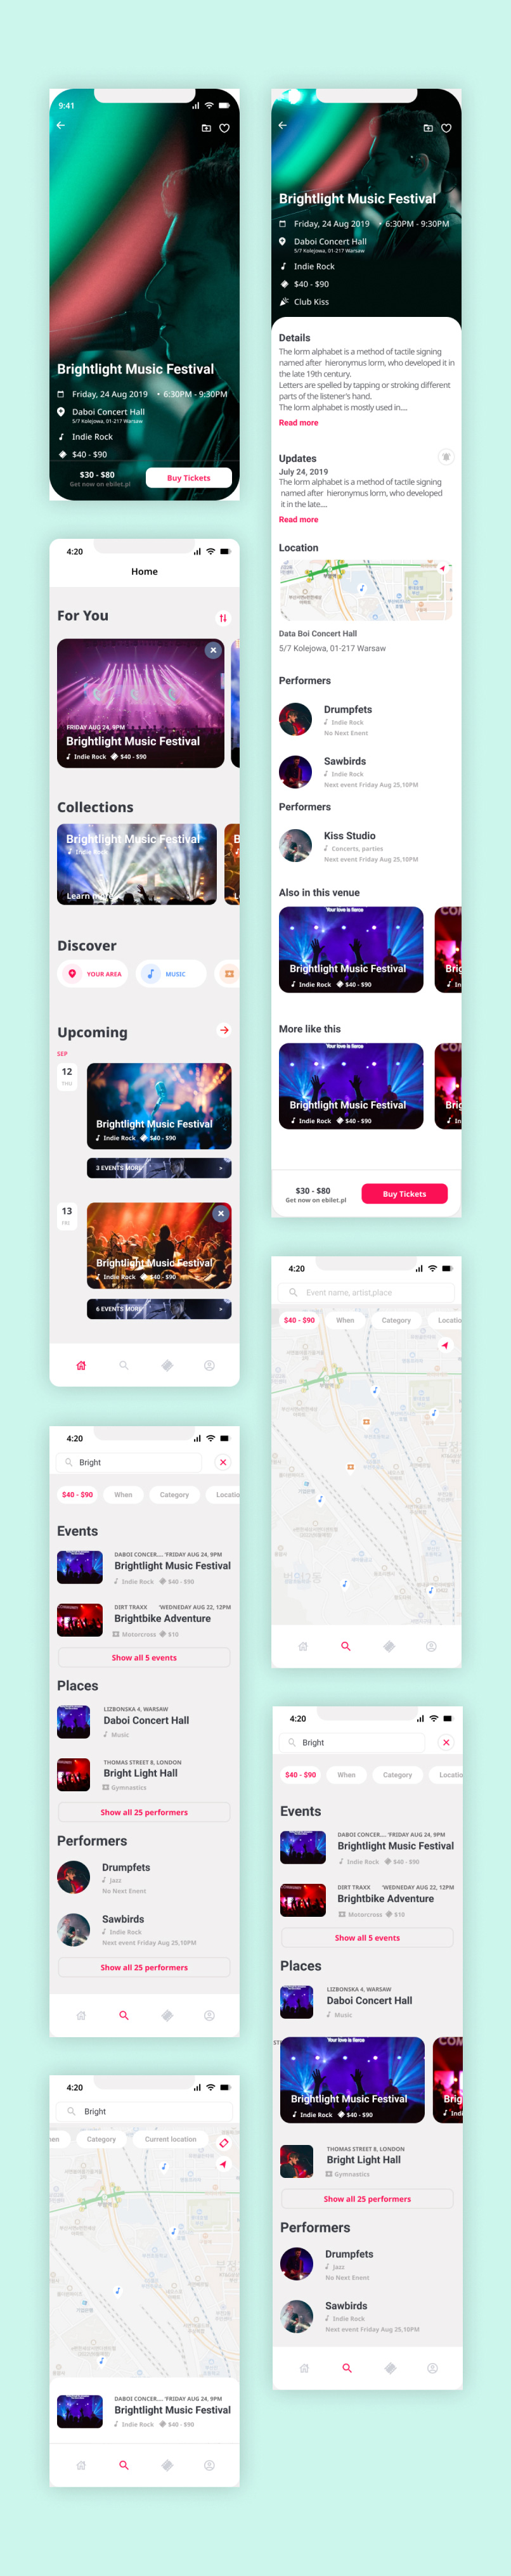 9:41
Brightlight Music Festival
Friday, 24 Aug 2019 • 6:30PM - 9:30PM
Daboi Concert Hall
5/7 Kolejowa, 01-217 Warsaw
Indie Rock
$40 - $90
$30 - $80
Get now on ebilet.pl
Buy Tickets
4:20
Home
For You
FRIDAY AUG 24, 9PM
Brightlight Music Festival
Indie Rock $40 - $90
Collections
Brightlight Music Festival
Indie Rock
Learn
Discover
YOUR AREA
MUSIC
Upcoming
SEP
12
THU
Brightlight Music Festival
Indie Rock $40 - $90
3 EVENTS MORE >
13
FRI
Brightlight Music Festival
Indie Rock $40 - $90
6 EVENTS MORE >
4:20
Bright
$40 - $90
When
Category
Locatio
Events
DABOI CONCER.... 'FRIDAY AUG 24, 9PM
Brightlight Music Festival
Indie Rock $40 - $90
DIRT TRAXX 'WEDNEDAY AUG 22, 12PM
Brightbike Adventure
Motorcross $10
Show all 5 events
Places
LIZBONSKA 4, WARSAW
Daboi Concert Hall
Music
THOMAS STREET 8, LONDON
Bright Light Hall
Gymnastics
Show all 25 performers
Performers
Drumpfets
Jazz
No Next Enent
Sawbirds
Indie Rock
Next event Friday Aug 25,10PM
Show all 25 performers
4:20
Bright
en
Category
Current location
DABOI CONCER.... 'FRIDAY AUG 24, 9PM
Brightlight Music Festival
Indie Rock $40 - $90
Brightlight Music Festival
Friday, 24 Aug 2019 • 6:30PM - 9:30PM
Daboi Concert Hall
5/7 Kolejowa, 01-217 Warsaw
Indie Rock
$40 - $90
Club Kiss
Details
The lorm alphabet is a method of tactile signing
named after hieronymus lorm, who developed it in
the late 19th century.
Letters are spelled by tapping or stroking different
parts of the listener's hand.
The lorm alphabet is mostly used in....
Read more
Updates
July 24, 2019
The lorm alphabet is a method of tactile signing
named after hieronymus lorm, who developed
it in the late....
Read more
Location
Data Boi Concert Hall
5/7 Kolejowa, 01-217 Warsaw
Performers
Drumpfets
Indie Rock
No Next Enent
Sawbirds
Indie Rock
Next event Friday Aug 25,10PM
Performers
Kiss Studio
Concerts, parties
Next event Friday Aug 25,10PM
Also in this venue
Your love is fierce
Brightlight Music Festival
Indie Rock $40 - $90
COM
Brig
In
More like this
Your love is fierce
Brightlight Music Festival
Indie Rock $40 - $90
COM
Brig
In
$30 - $80
Get now on ebilet.pl
Buy Tickets
4:20
Event name, artist,place
$40 - $90
When
Category
Locatio
4:20
Bright
$40 - $90
When
Category
Locatio
Events
DABOI CONCER.... 'FRIDAY AUG 24, 9PM
Brightlight Music Festival
Indie Rock $40 - $90
DIRT TRAXX 'WEDNEDAY AUG 22, 12PM
Brightbike Adventure
Motorcross $10
Show all 5 events
Places
LIZBONSKA 4, WARSAW
Daboi Concert Hall
Music
Your love is fierce
Brightlight Music Festival
Indie Rock $40 - $90
COM
Brig
Indi
THOMAS STREET 8, LONDON
Bright Light Hall
Gymnastics
Show all 25 performers
Performers
Drumpfets
Jazz
No Next Enent
Sawbirds
Indie Rock
Next event Friday Aug 25,10PM